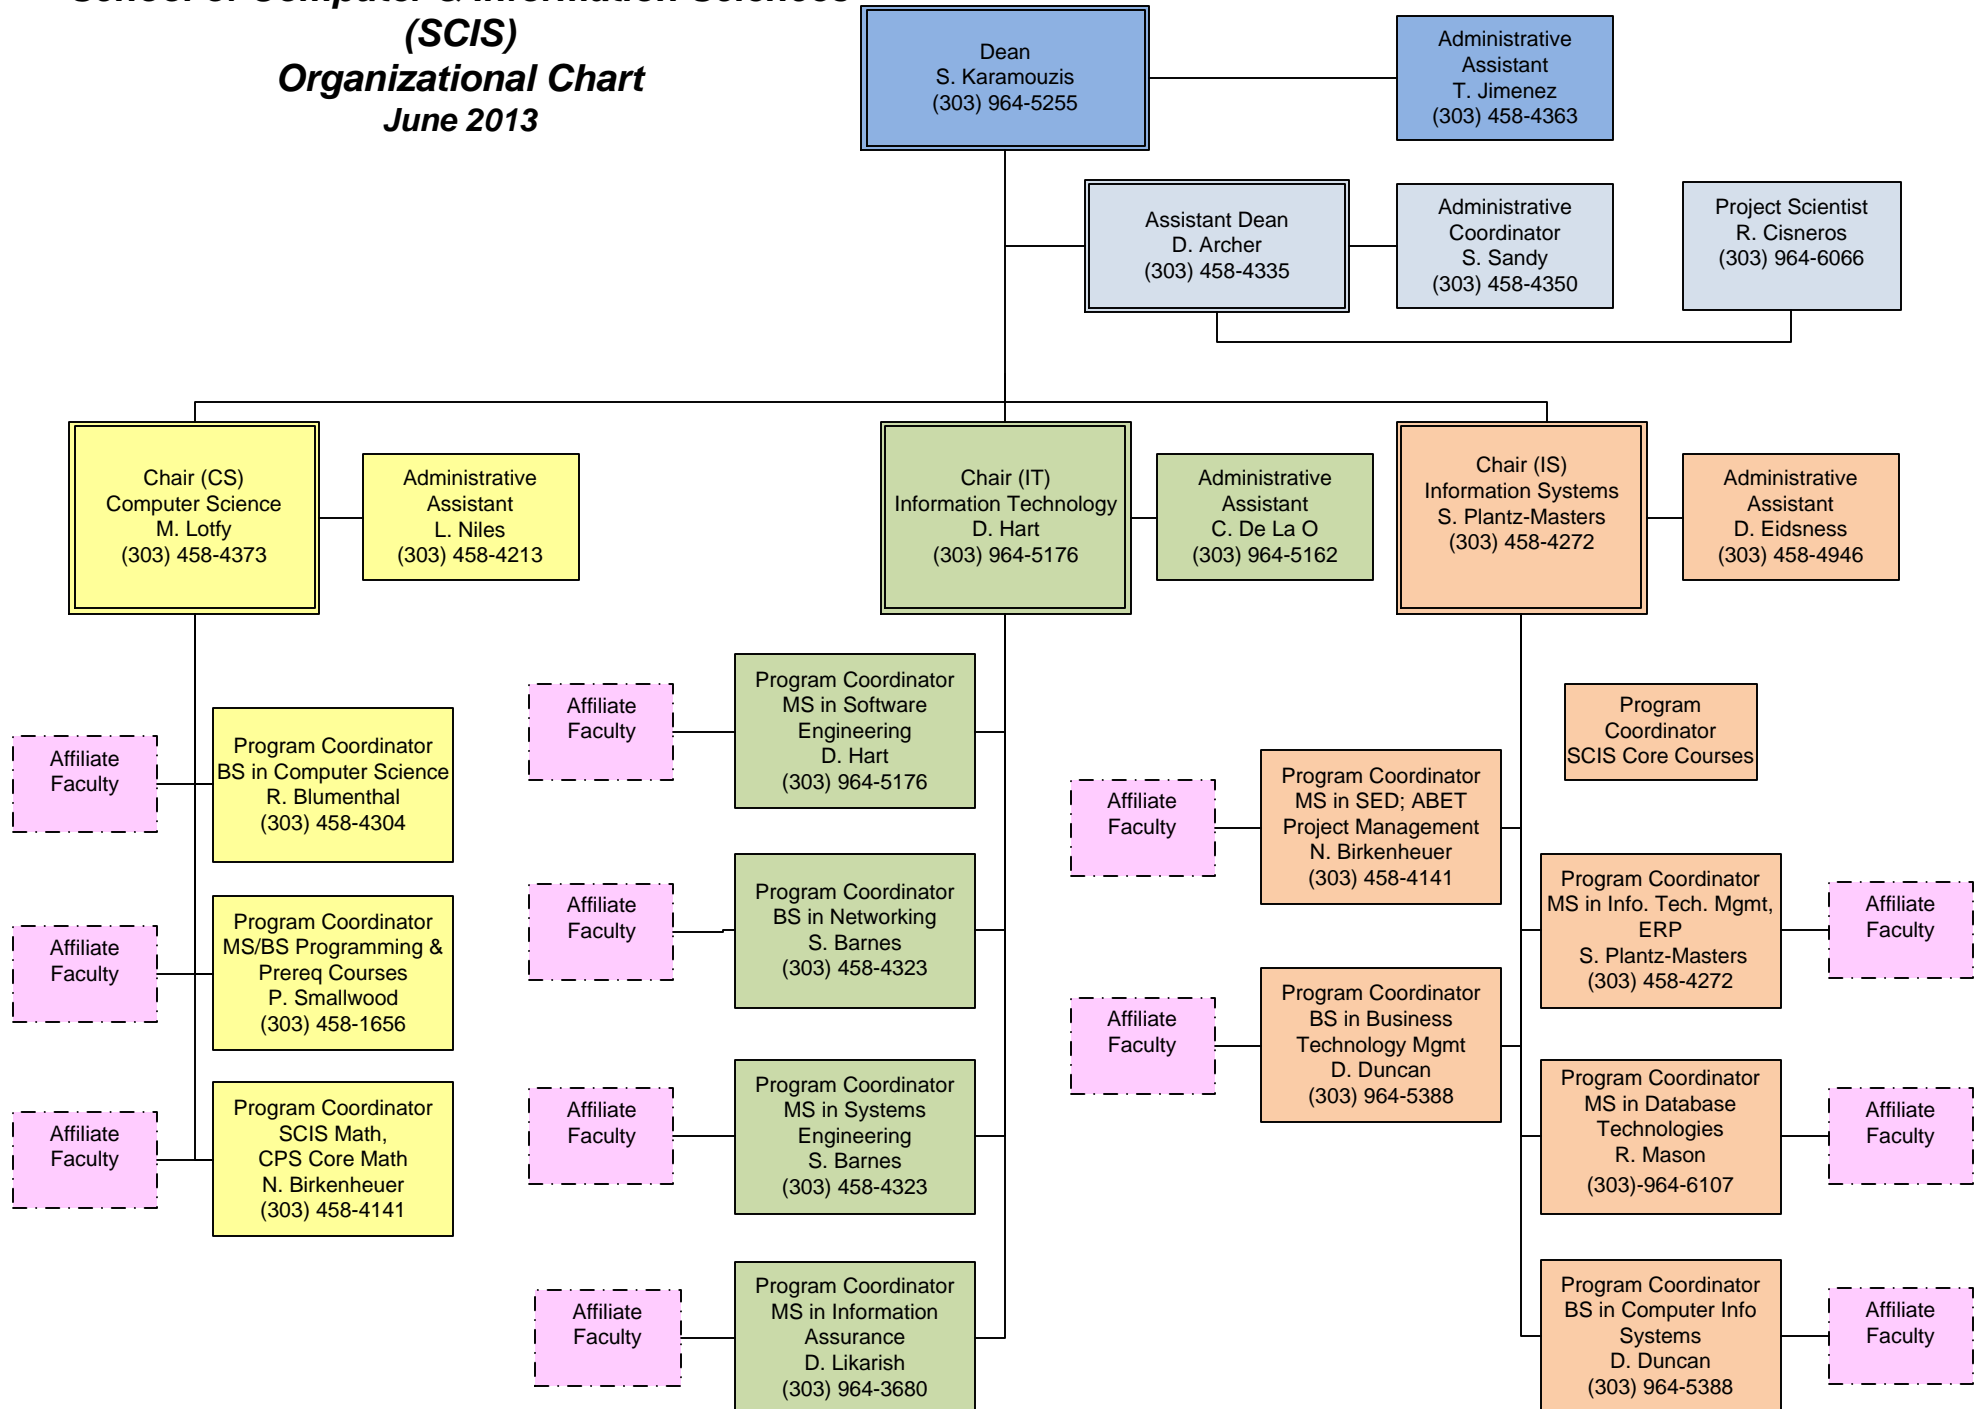 School of Computer & Information Sciences
(SCIS)
Organizational Chart
June 2013
Dean
S. Karamouzis
(303) 964-5255
Administrative
Assistant
T. Jimenez
(303) 458-4363
Assistant Dean
D. Archer
(303) 458-4335
Administrative
Coordinator
S. Sandy
(303) 458-4350
Project Scientist
R. Cisneros
(303) 964-6066
Chair (CS)
Computer Science
M. Lotfy
(303) 458-4373
Administrative
Assistant
L. Niles
(303) 458-4213
Chair (IT)
Information Technology
D. Hart
(303) 964-5176
Administrative
Assistant
C. De La O
(303) 964-5162
Chair (IS)
Information Systems
S. Plantz-Masters
(303) 458-4272
Administrative
Assistant
D. Eidsness
(303) 458-4946
Affiliate
Faculty
Program Coordinator
BS in Computer Science
R. Blumenthal
(303) 458-4304
Affiliate
Faculty
Program Coordinator
MS/BS Programming &
Prereq Courses
P. Smallwood
(303) 458-1656
Affiliate
Faculty
Program Coordinator
SCIS Math,
CPS Core Math
N. Birkenheuer
(303) 458-4141
Affiliate
Faculty
Program Coordinator
MS in Software
Engineering
D. Hart
(303) 964-5176
Affiliate
Faculty
Program Coordinator
BS in Networking
S. Barnes
(303) 458-4323
Affiliate
Faculty
Program Coordinator
MS in Systems
Engineering
S. Barnes
(303) 458-4323
Affiliate
Faculty
Program Coordinator
MS in Information
Assurance
D. Likarish
(303) 964-3680
Program
Coordinator
SCIS Core Courses
Affiliate
Faculty
Program Coordinator
MS in SED; ABET
Project Management
N. Birkenheuer
(303) 458-4141
Program Coordinator
MS in Info. Tech. Mgmt,
ERP
S. Plantz-Masters
(303) 458-4272
Affiliate
Faculty
Affiliate
Faculty
Program Coordinator
BS in Business
Technology Mgmt
D. Duncan
(303) 964-5388
Program Coordinator
MS in Database
Technologies
R. Mason
(303)-964-6107
Affiliate
Faculty
Program Coordinator
BS in Computer Info
Systems
D. Duncan
(303) 964-5388
Affiliate
Faculty